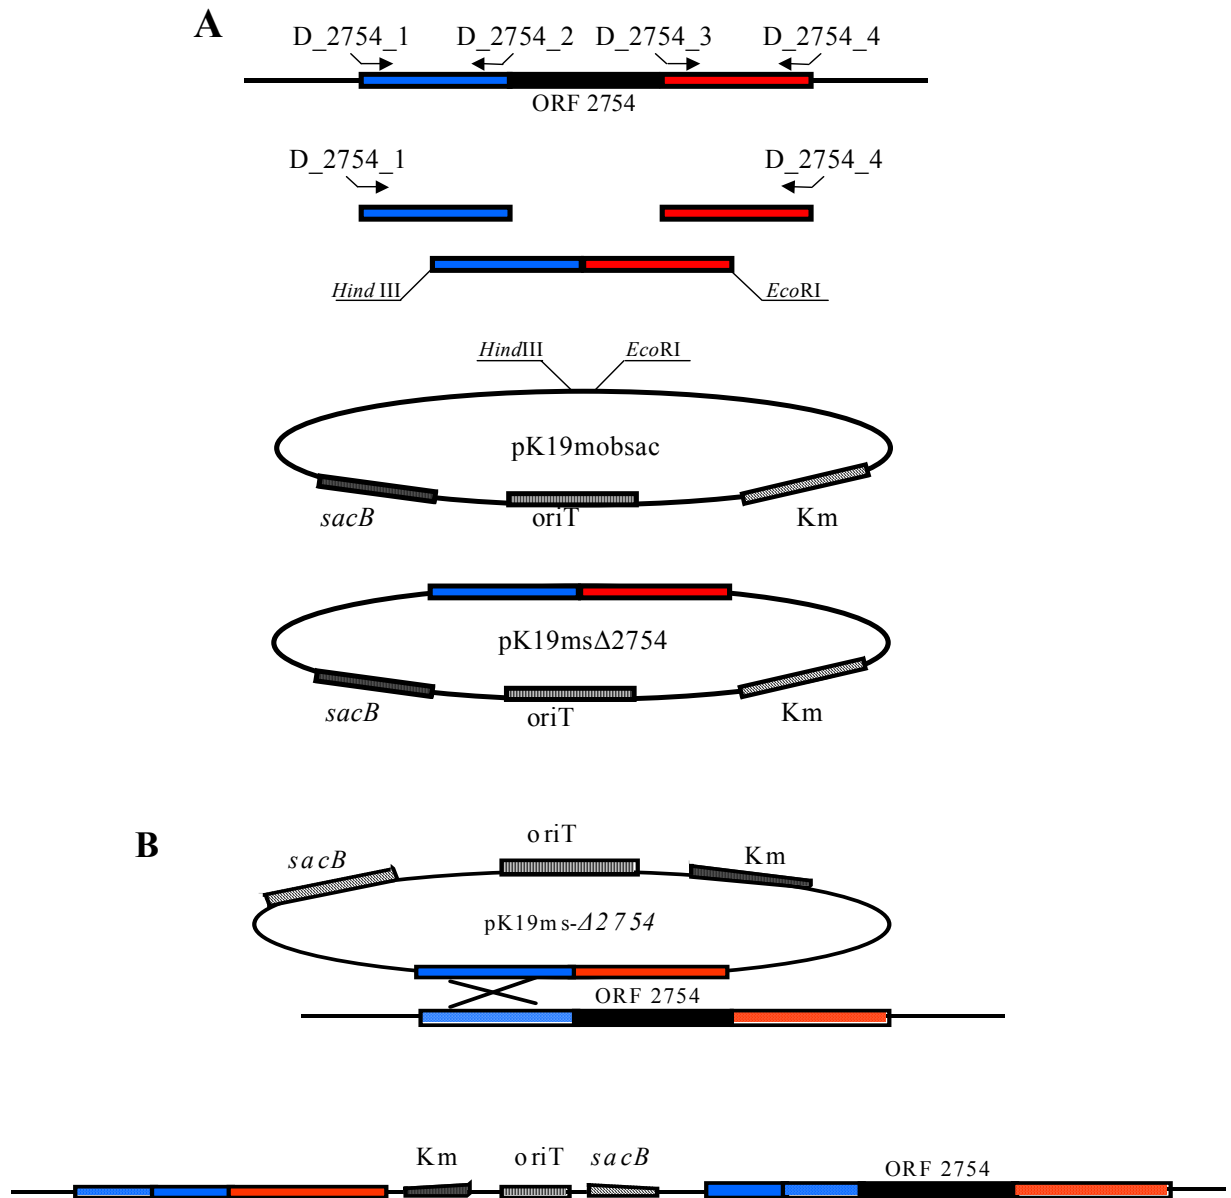 A
D_2754_1 D_2754_2 D_2754_3 D_2754_4
ORF 2754
D_2754_1 D_2754_4
Hind III EcoRI
HindIII EcoRI
pK19mobsac
sacB oriT Km
pK19msΔ2754
sacB oriT Km
B
oriT
sacB Km
pK19ms-Δ2754
ORF 2754
Km oriT sacB ORF 2754